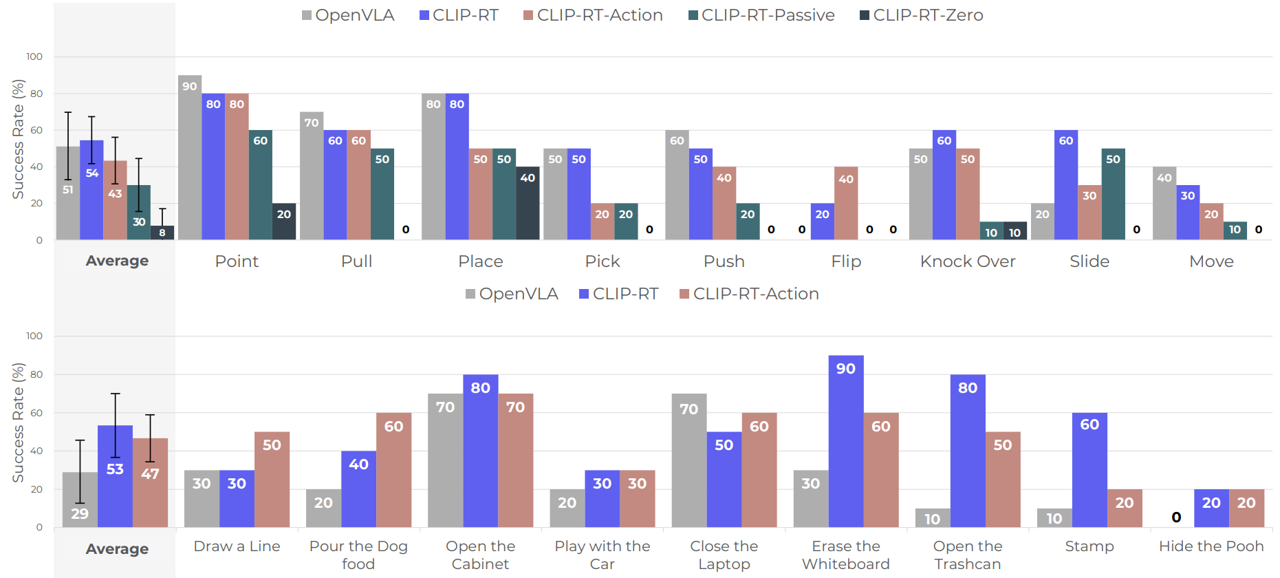 OpenVLA CLIP-RT CLIP-RT-Action CLIP-RT-Passive CLIP-RT-Zero
Success Rate (%)
100
80
60
40
20
0
51 54 43 30 8
90 80 80 60 20
70 60 60 50 0
80 80 50 50 40
50 50 20 20 0
60 50 40 20 0
0 20 40 0 0
50 60 50 10 10
20 60 30 50 0
40 30 20 10 0
Average Point Pull Place Pick Push Flip Knock Over Slide Move
OpenVLA CLIP-RT CLIP-RT-Action
Success Rate (%)
100
80
60
40
20
0
29 53 47
30 30 50
20 40 60
70 80 70
20 30 30
70 50 60
30 90 60
10 80 50
10 60 20
0 20 20
Average
Draw a Line
Pour the Dog
food
Open the
Cabinet
Play with the
Car
Close the
Laptop
Erase the
Whiteboard
Open the
Trashcan
Stamp
Hide the Pooh